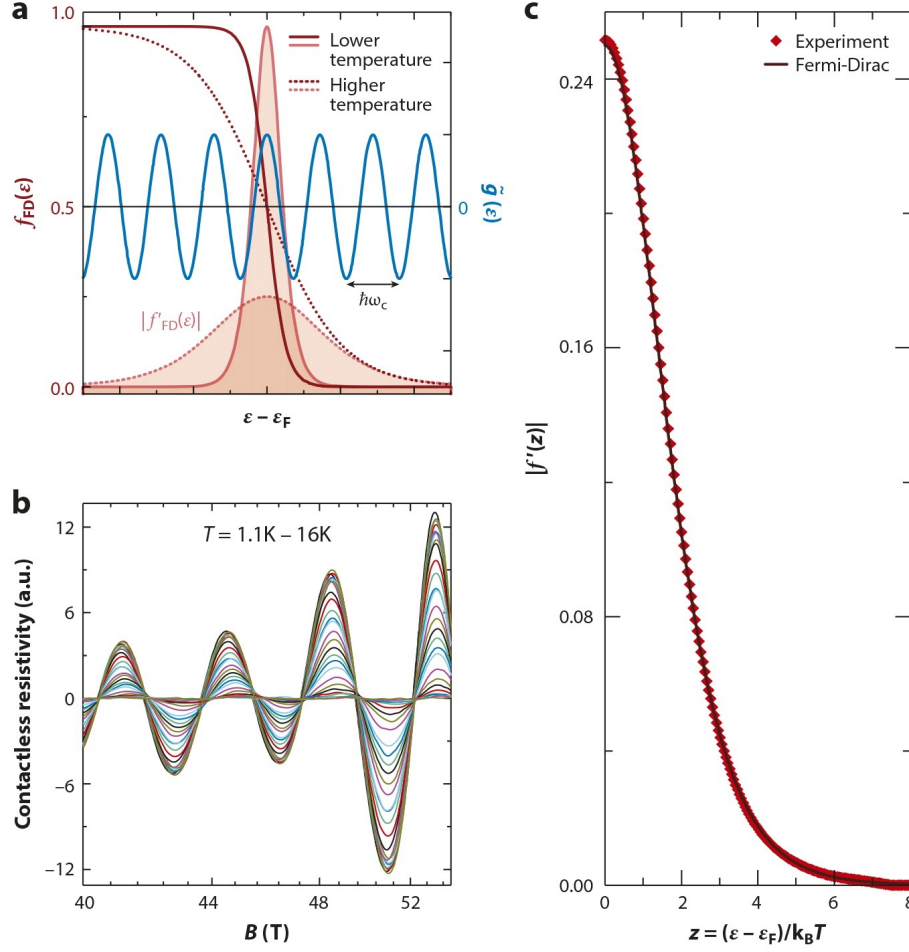 a
1.0
0.5
0.0
f_FD(ε)
Lower
temperature
Higher
temperature
0
g̃ (ε)
ħω_c
|f′_FD(ε)|
ε − ε_F
b
T = 1.1K – 16K
12
6
0
−6
−12
Contactless resistivity (a.u.)
40
44
48
52
B (T)
c
Experiment
Fermi-Dirac
0.24
0.16
0.08
0.00
|f′(z)|
0
2
4
6
8
z = (ε − ε_F)/k_BT